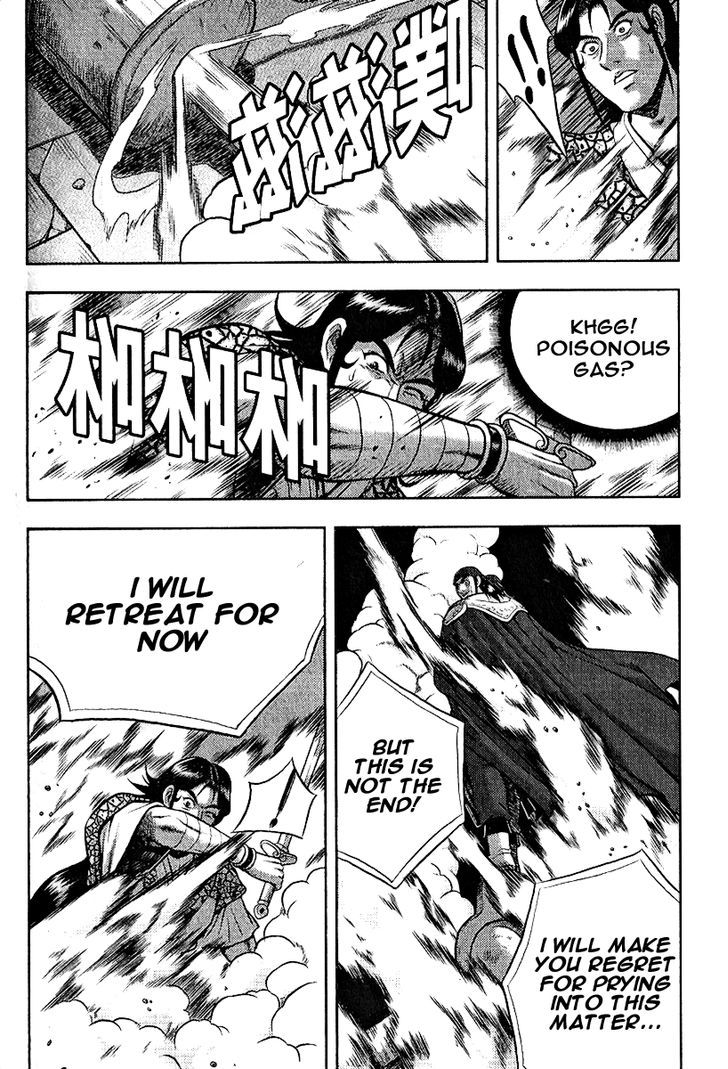 !!
KHGG!
POISONOUS
GAS?
BUT
THIS IS
NOT THE
END!
I WILL MAKE
YOU REGRET
FOR PRYING
INTO THIS
MATTER...
I WILL
RETREAT FOR
NOW
!